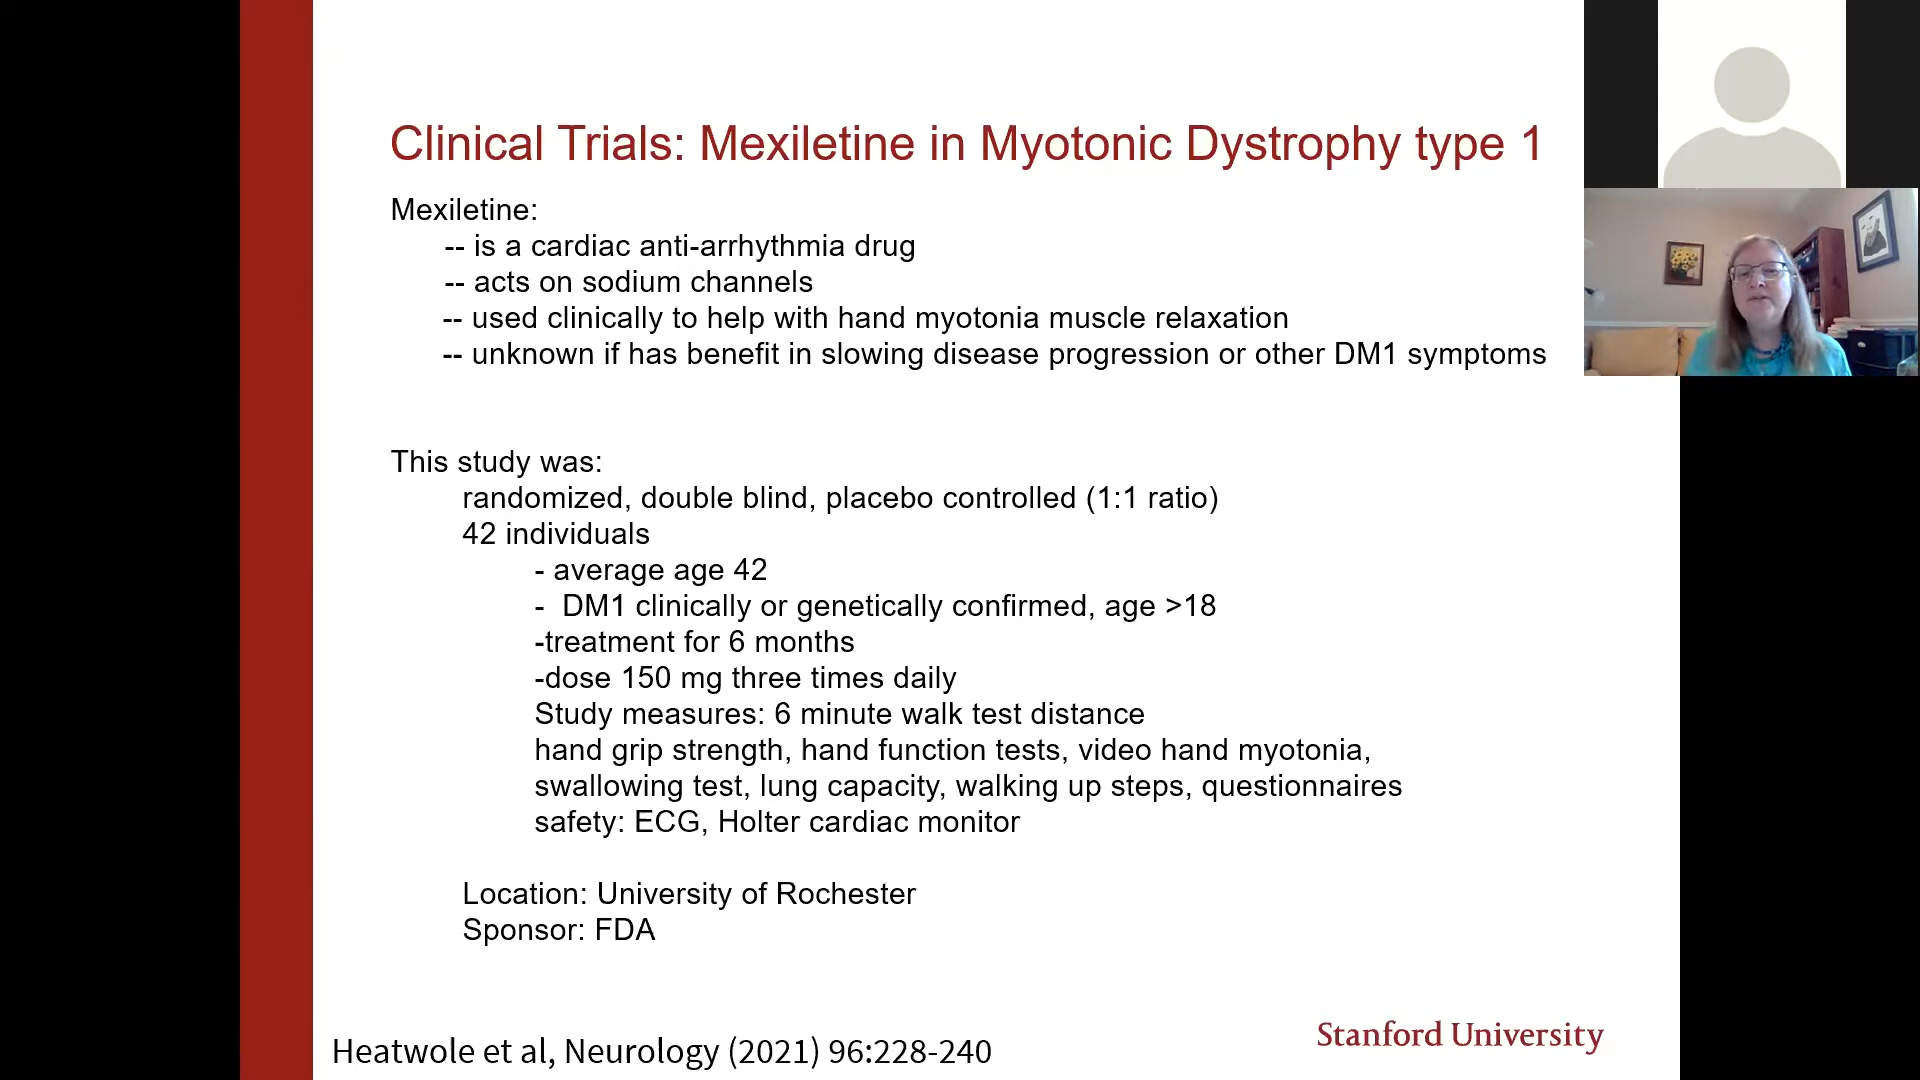 Clinical Trials: Mexiletine in Myotonic Dystrophy type 1
Mexiletine:
-- is a cardiac anti-arrhythmia drug
-- acts on sodium channels
-- used clinically to help with hand myotonia muscle relaxation
-- unknown if has benefit in slowing disease progression or other DM1 symptoms
This study was:
randomized, double blind, placebo controlled (1:1 ratio)
42 individuals
- average age 42
- DM1 clinically or genetically confirmed, age >18
-treatment for 6 months
-dose 150 mg three times daily
Study measures: 6 minute walk test distance
hand grip strength, hand function tests, video hand myotonia,
swallowing test, lung capacity, walking up steps, questionnaires
safety: ECG, Holter cardiac monitor
Location: University of Rochester
Sponsor: FDA
Stanford University
Heatwole et al, Neurology (2021) 96:228-240